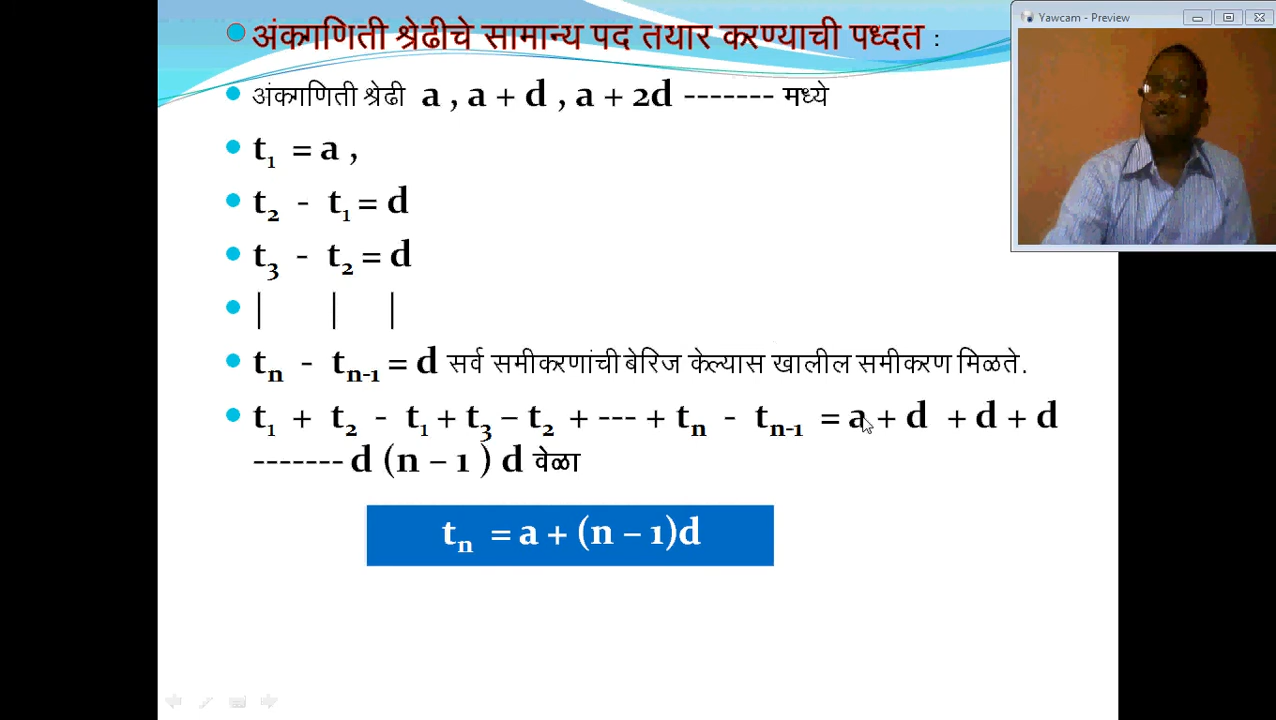 अंकगणिती श्रेढीचे सामान्य पद तयार करण्याची पध्दत :
Yawcam - Preview
अंकगणिती श्रेढी a , a + d , a + 2d ------- मध्ये
t₁ = a ,
t₂ - t₁ = d
t₃ - t₂ = d
| | |
tₙ - tₙ₋₁ = d सर्व समीकरणांची बेरिज केल्यास खालील समीकरण मिळते.
t₁ + t₂ - t₁ + t₃ – t₂ + --- + tₙ - tₙ₋₁ = a + d + d + d
------- d (n – 1 ) d वेळा
tₙ = a + (n – 1)d